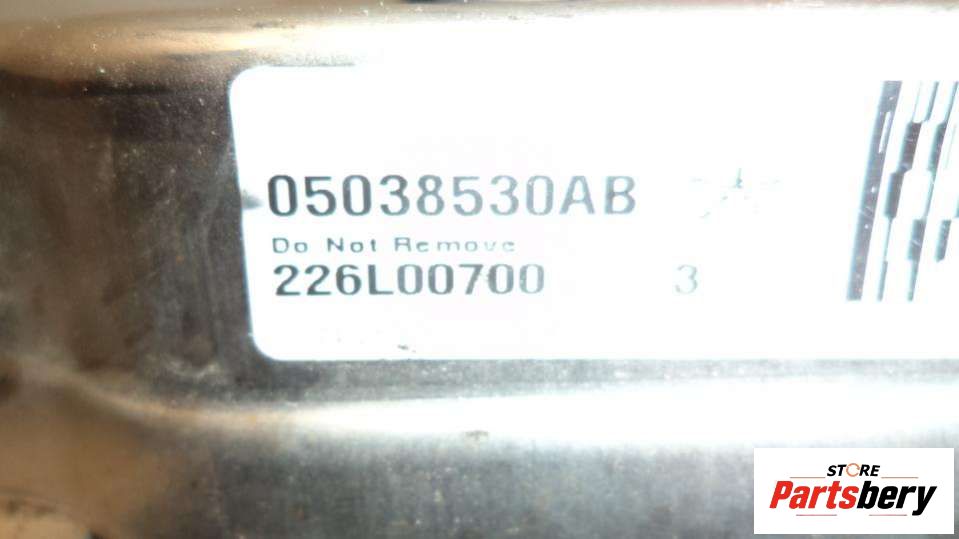 05038530AB
Do Not Remove
226L00700 3
STORE
Partsbery